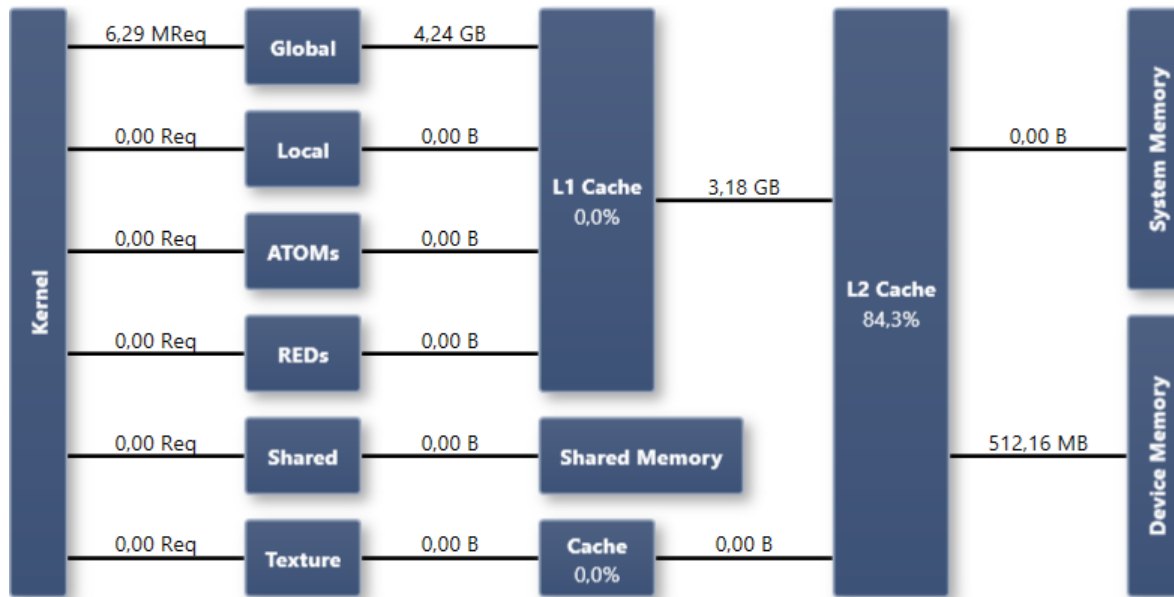 Kernel
6,29 MReq
Global
4,24 GB
0,00 Req
Local
0,00 B
0,00 Req
ATOMs
0,00 B
0,00 Req
REDs
0,00 B
0,00 Req
Shared
0,00 B
0,00 Req
Texture
0,00 B
L1 Cache
0,0%
Shared Memory
Cache
0,0%
3,18 GB
0,00 B
L2 Cache
84,3%
0,00 B
512,16 MB
System Memory
Device Memory